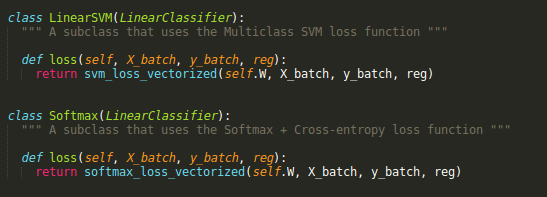 class LinearSVM(LinearClassifier):
""" A subclass that uses the Multiclass SVM loss function """
def loss(self, X_batch, y_batch, reg):
return svm_loss_vectorized(self.W, X_batch, y_batch, reg)
class Softmax(LinearClassifier):
""" A subclass that uses the Softmax + Cross-entropy loss function """
def loss(self, X_batch, y_batch, reg):
return softmax_loss_vectorized(self.W, X_batch, y_batch, reg)